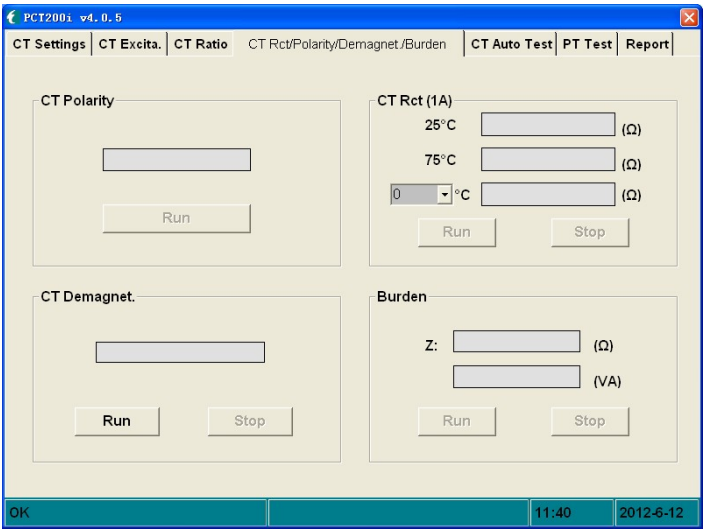 PCT200i v4.0.5
CT Settings CT Excita. CT Ratio CT Rct/Polarity/Demagnet./Burden CT Auto Test PT Test Report
CT Polarity
Run
CT Rct (1A)
25°C (Ω)
75°C (Ω)
0 °C (Ω)
Run Stop
CT Demagnet.
Run Stop
Burden
Z: (Ω)
(VA)
Run Stop
OK 11:40 2012-6-12